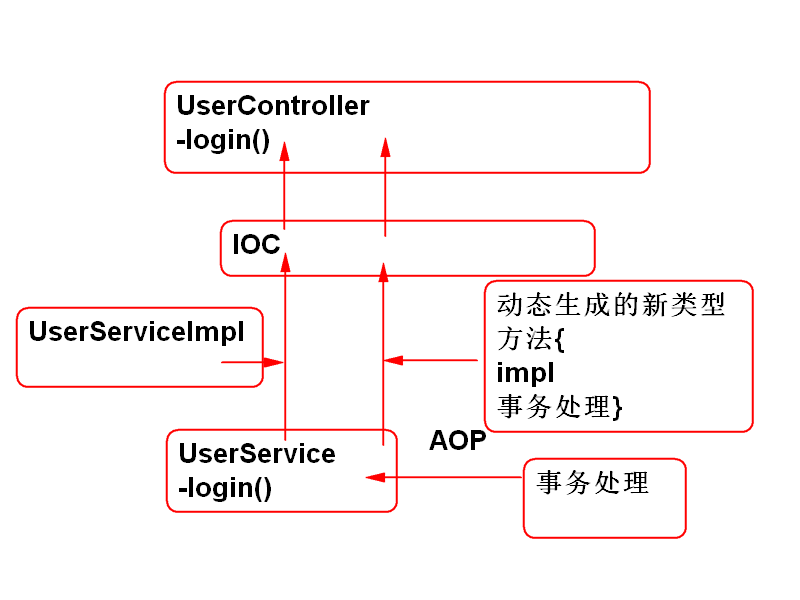 UserController
-login()
IOC
UserServiceImpl
动态生成的新类型
方法{
impl
事务处理}
UserService
-login()
AOP
事务处理